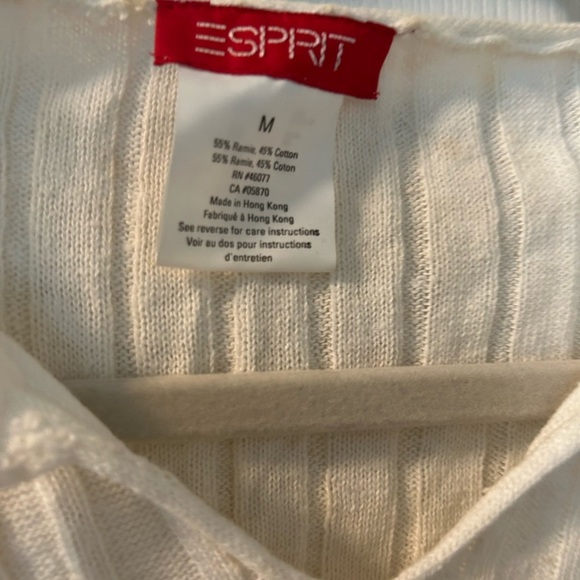 ESPRIT
M
55% Ramie, 45% Cotton
55% Ramie, 45% Coton
RN #46077
CA #05870
Made in Hong Kong
Fabriqué à Hong Kong
See reverse for care instructions
Voir au dos pour instructions
d'entretien